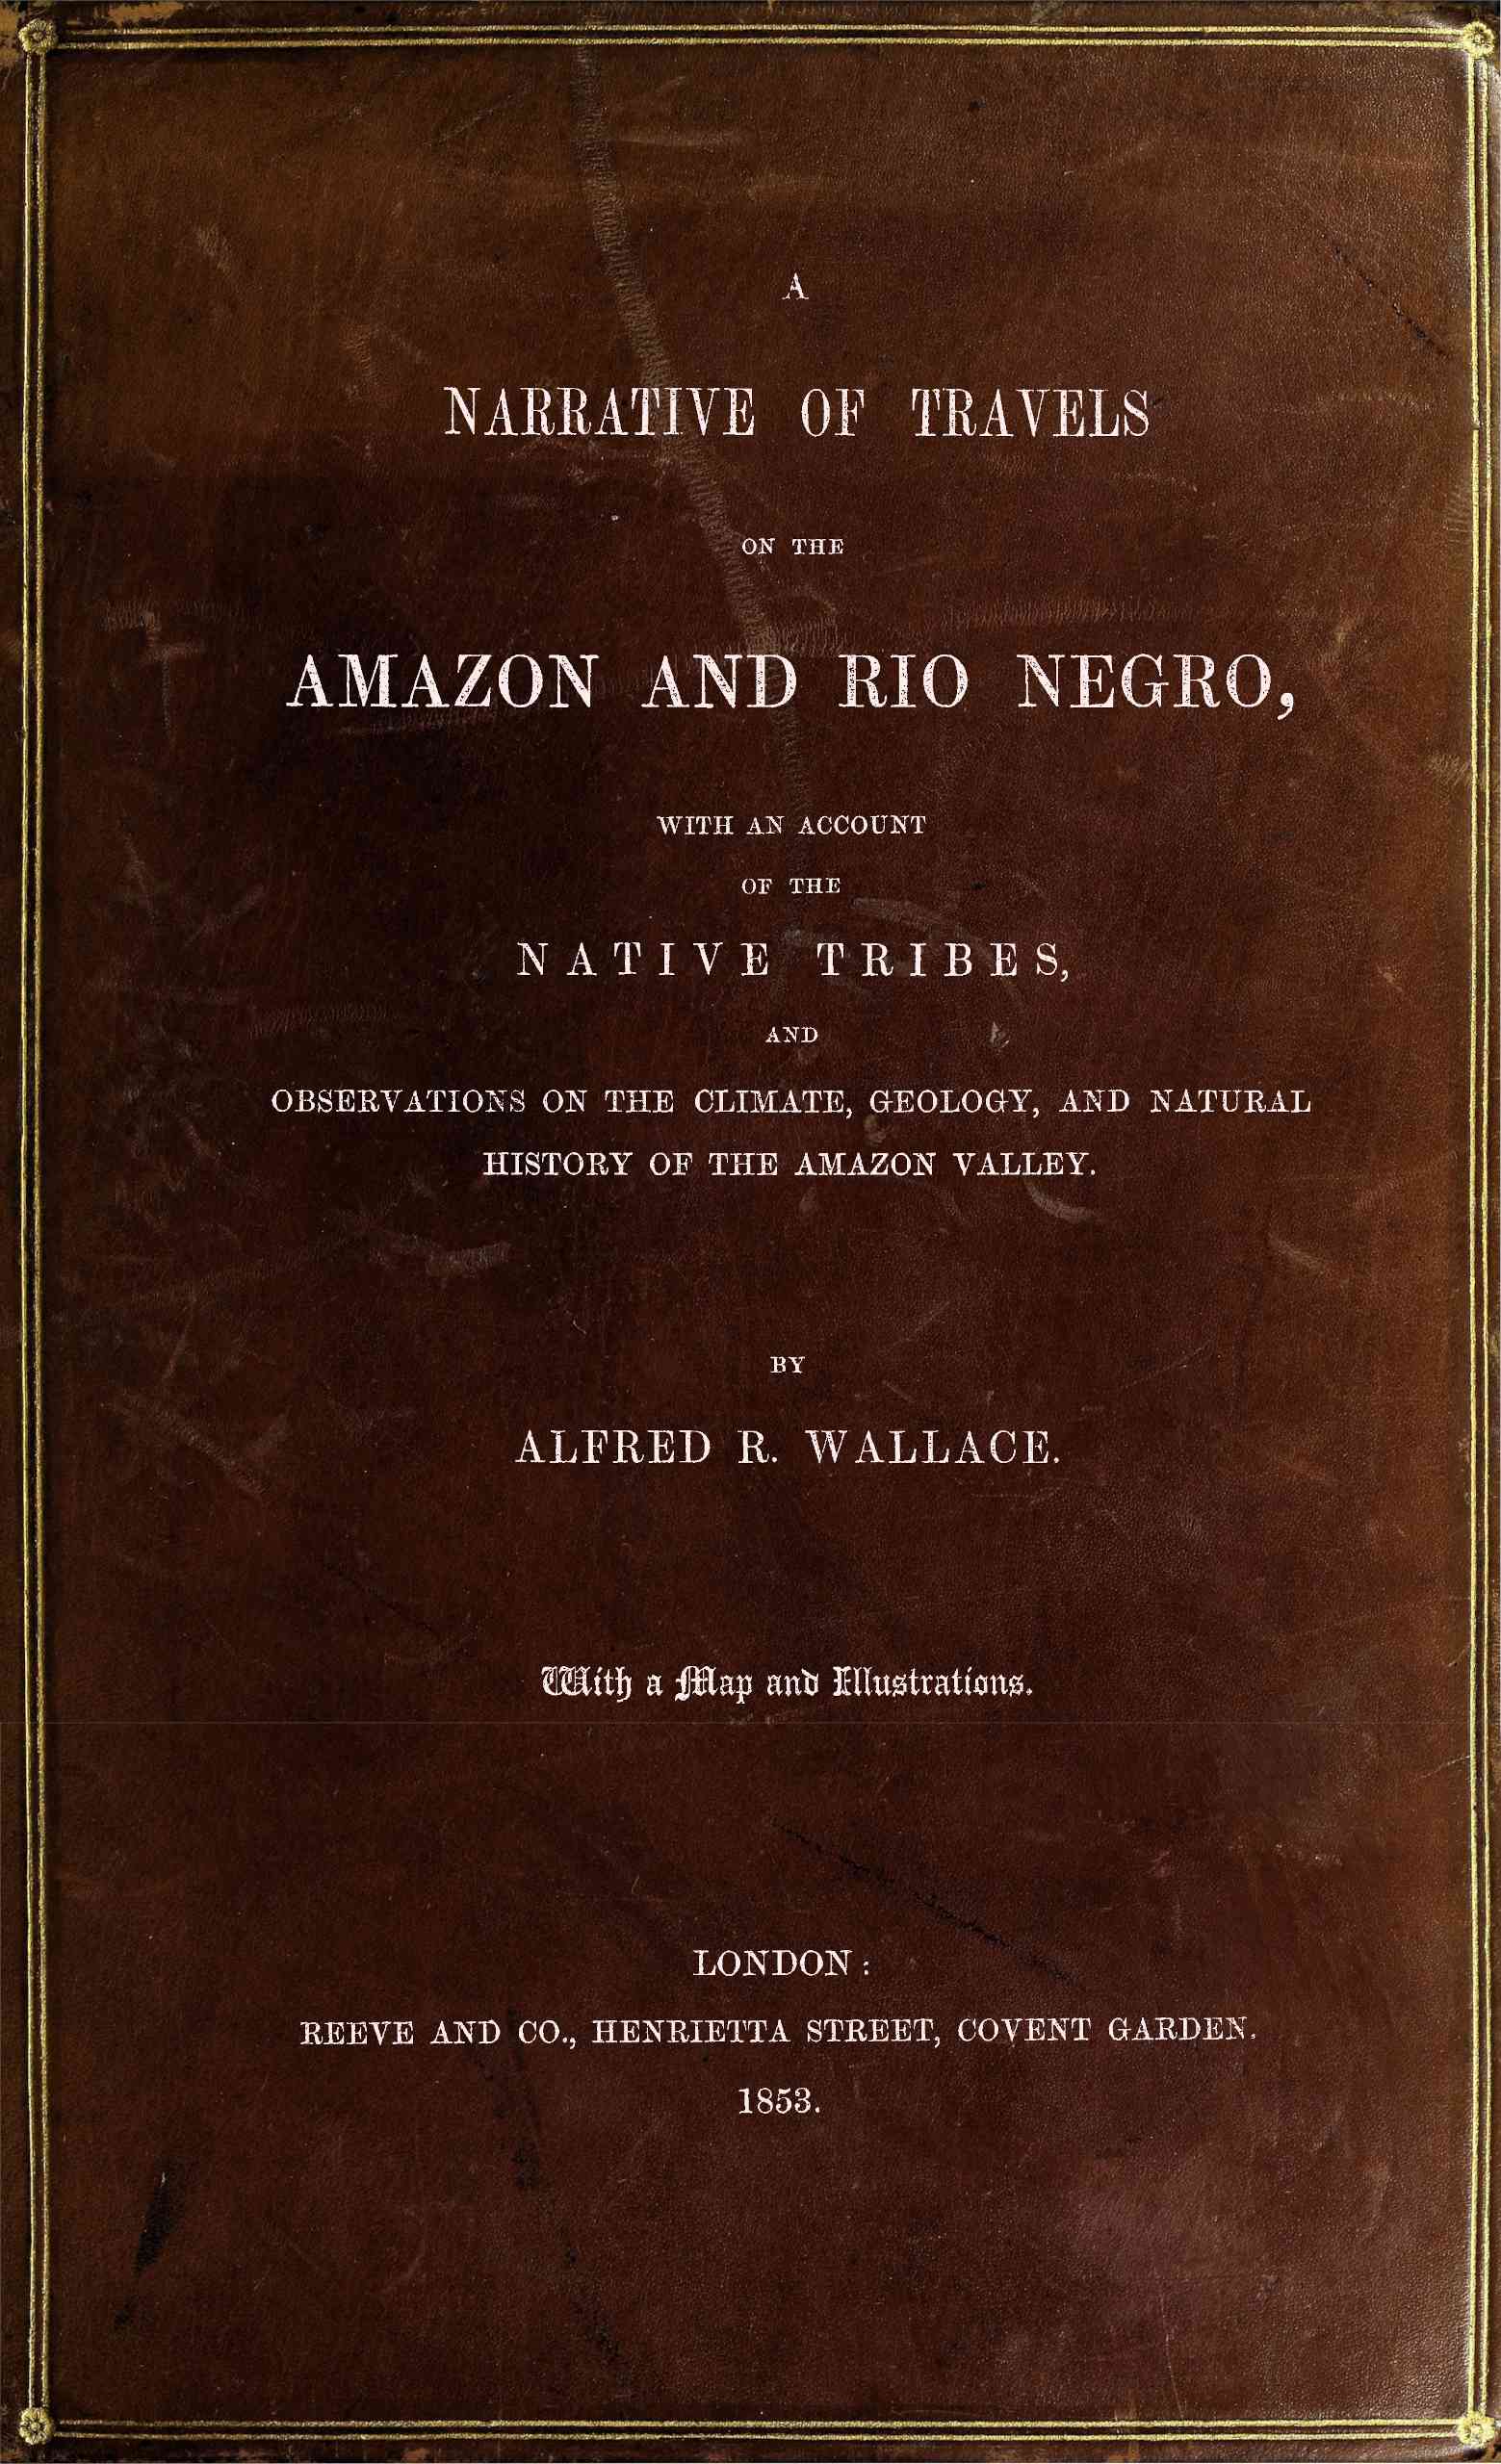 A
NARRATIVE OF TRAVELS
ON THE
AMAZON AND RIO NEGRO,
WITH AN ACCOUNT
OF THE
NATIVE TRIBES,
AND
OBSERVATIONS ON THE CLIMATE, GEOLOGY, AND NATURAL
HISTORY OF THE AMAZON VALLEY.
BY
ALFRED R. WALLACE.
With a Map and Illustrations.
LONDON:
REEVE AND CO., HENRIETTA STREET, COVENT GARDEN.
1853.